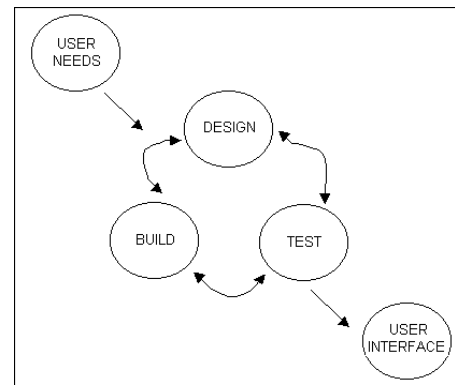 USER
NEEDS
DESIGN
BUILD
TEST
USER
INTERFACE